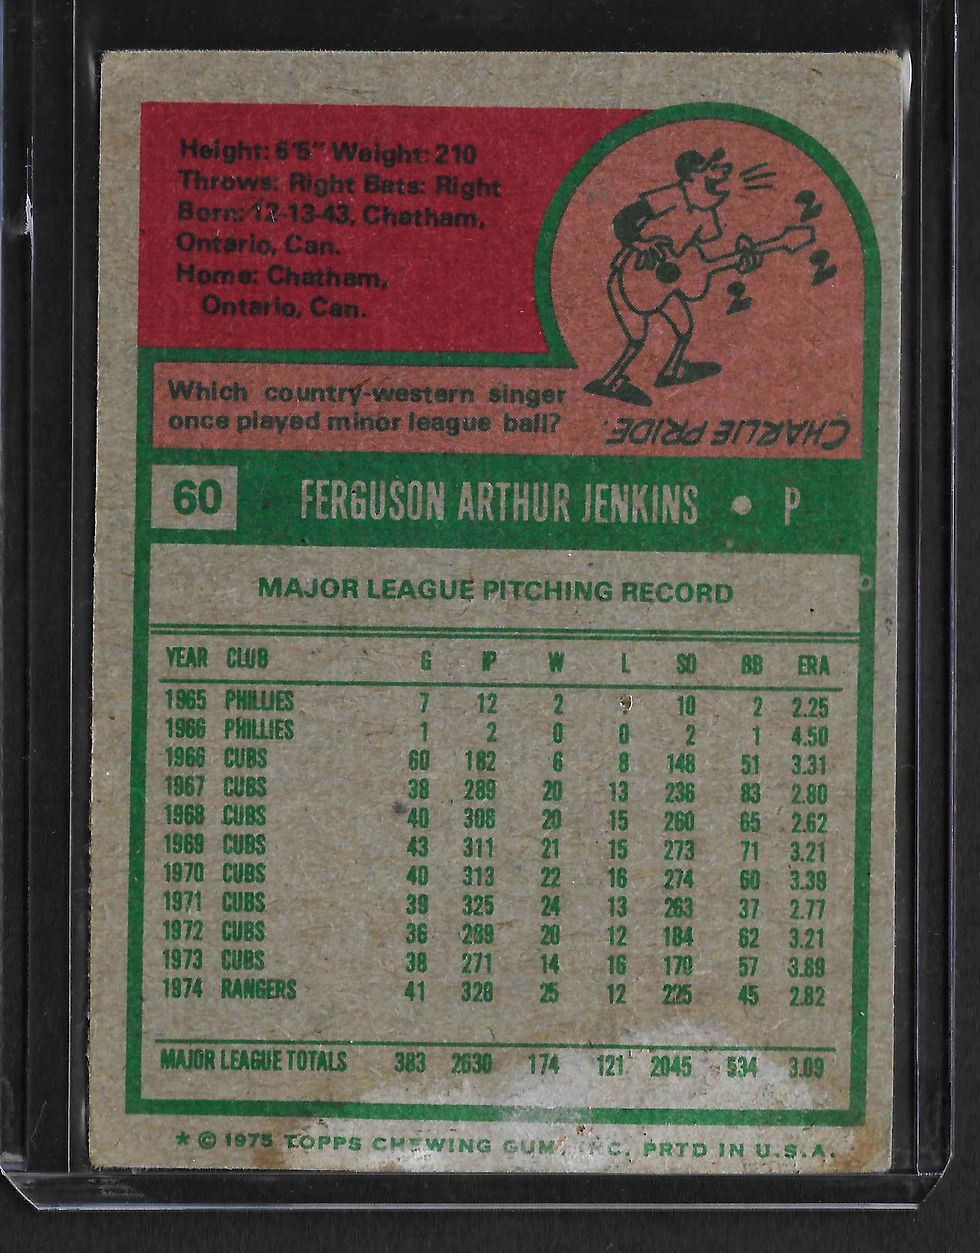 Height: 6'5" Weight: 210
Throws: Right Bats: Right
Born: 12-13-43, Chatham,
Ontario, Can.
Home: Chatham,
Ontario, Can.
2
2
2
Which country-western singer
once played minor league ball?
CHARLIE PRIDE.
60 FERGUSON ARTHUR JENKINS • P
MAJOR LEAGUE PITCHING RECORD
YEAR CLUB G IP W L SO BB ERA
1965 PHILLIES 7 12 2 10 2 2.25
1966 PHILLIES 1 2 0 0 2 1 4.50
1966 CUBS 60 182 6 8 148 51 3.31
1967 CUBS 38 289 20 13 236 83 2.80
1968 CUBS 40 308 20 15 260 65 2.62
1969 CUBS 43 311 21 15 273 71 3.21
1970 CUBS 40 313 22 16 274 60 3.39
1971 CUBS 39 325 24 13 263 37 2.77
1972 CUBS 36 289 20 12 184 62 3.21
1973 CUBS 38 271 14 16 170 57 3.89
1974 RANGERS 41 328 25 12 225 45 2.82
MAJOR LEAGUE TOTALS 383 2630 174 121 2045 534 3.09
* © 1975 TOPPS CHEWING GUM, INC. PRTD IN U.S.A.